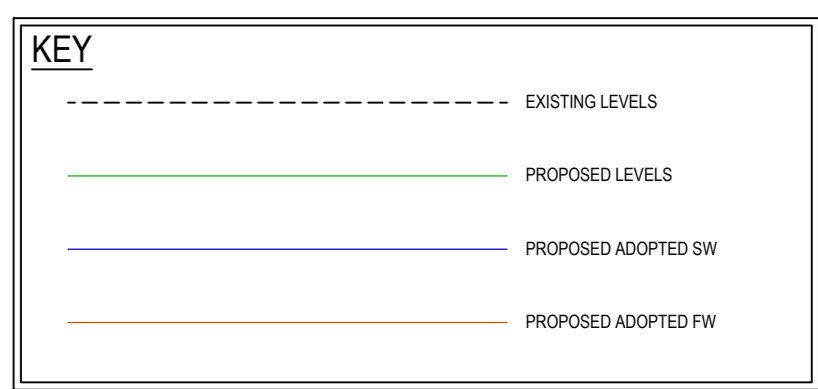 KEY
EXISTING LEVELS
PROPOSED LEVELS
PROPOSED ADOPTED SW
PROPOSED ADOPTED FW